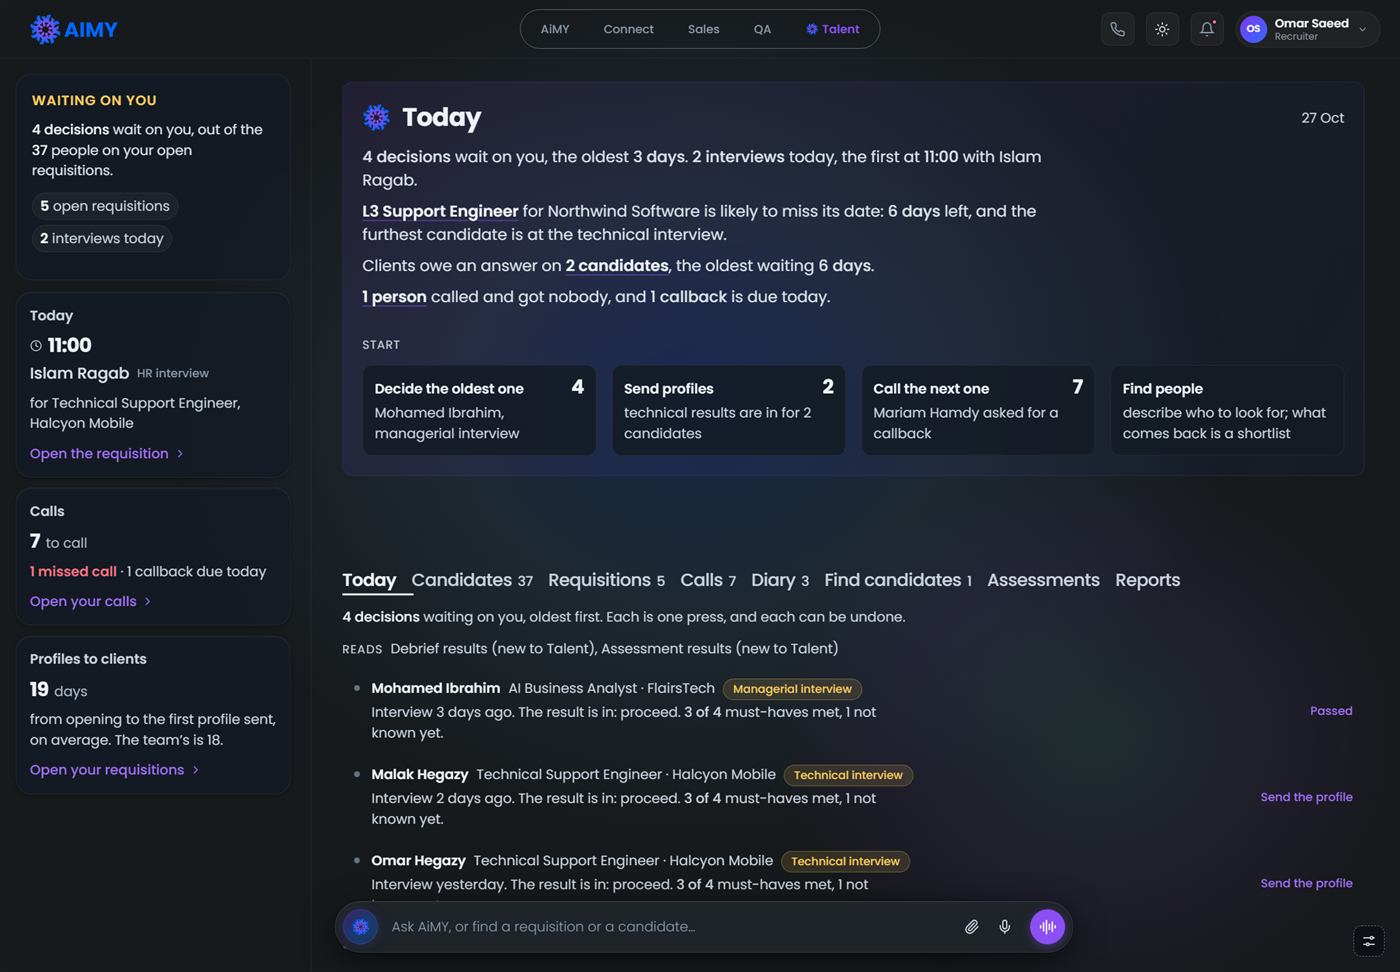 AiMY
AiMY
Connect
Sales
QA
Talent
OS
Omar Saeed
Recruiter
WAITING ON YOU
4 decisions wait on you, out of the
37 people on your open
requisitions.
5 open requisitions
2 interviews today
Today
11:00
Islam Ragab HR interview
for Technical Support Engineer,
Halcyon Mobile
Open the requisition
Calls
7 to call
1 missed call · 1 callback due today
Open your calls
Profiles to clients
19 days
from opening to the first profile sent,
on average. The team's is 18.
Open your requisitions
Today
27 Oct
4 decisions wait on you, the oldest 3 days. 2 interviews today, the first at 11:00 with Islam
Ragab.
L3 Support Engineer for Northwind Software is likely to miss its date: 6 days left, and the
furthest candidate is at the technical interview.
Clients owe an answer on 2 candidates, the oldest waiting 6 days.
1 person called and got nobody, and 1 callback is due today.
START
Decide the oldest one 4
Mohamed Ibrahim,
managerial interview
Send profiles 2
technical results are in for 2
candidates
Call the next one 7
Mariam Hamdy asked for a
callback
Find people
describe who to look for; what
comes back is a shortlist
Today Candidates 37 Requisitions 5 Calls 7 Diary 3 Find candidates 1 Assessments Reports
4 decisions waiting on you, oldest first. Each is one press, and each can be undone.
READS Debrief results (new to Talent), Assessment results (new to Talent)
Mohamed Ibrahim AI Business Analyst · FlairsTech Managerial interview
Interview 3 days ago. The result is in: proceed. 3 of 4 must-haves met, 1 not
known yet.
Passed
Malak Hegazy Technical Support Engineer · Halcyon Mobile Technical interview
Interview 2 days ago. The result is in: proceed. 3 of 4 must-haves met, 1 not
known yet.
Send the profile
Omar Hegazy Technical Support Engineer · Halcyon Mobile Technical interview
Interview yesterday. The result is in: proceed. 3 of 4 must-haves met, 1 not
Send the profile
Ask AiMY, or find a requisition or a candidate...